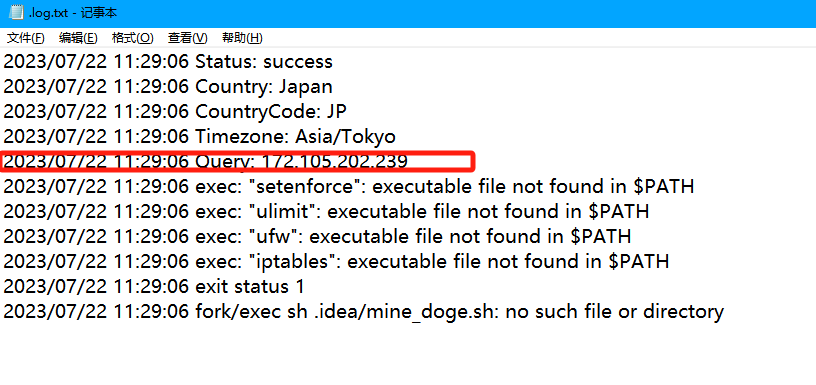 .log.txt - 记事本
文件(F) 编辑(E) 格式(O) 查看(V) 帮助(H)
2023/07/22 11:29:06 Status: success
2023/07/22 11:29:06 Country: Japan
2023/07/22 11:29:06 CountryCode: JP
2023/07/22 11:29:06 Timezone: Asia/Tokyo
2023/07/22 11:29:06 Query: 172.105.202.239
2023/07/22 11:29:06 exec: "setenforce": executable file not found in $PATH
2023/07/22 11:29:06 exec: "ulimit": executable file not found in $PATH
2023/07/22 11:29:06 exec: "ufw": executable file not found in $PATH
2023/07/22 11:29:06 exec: "iptables": executable file not found in $PATH
2023/07/22 11:29:06 exit status 1
2023/07/22 11:29:06 fork/exec sh .idea/mine_doge.sh: no such file or directory